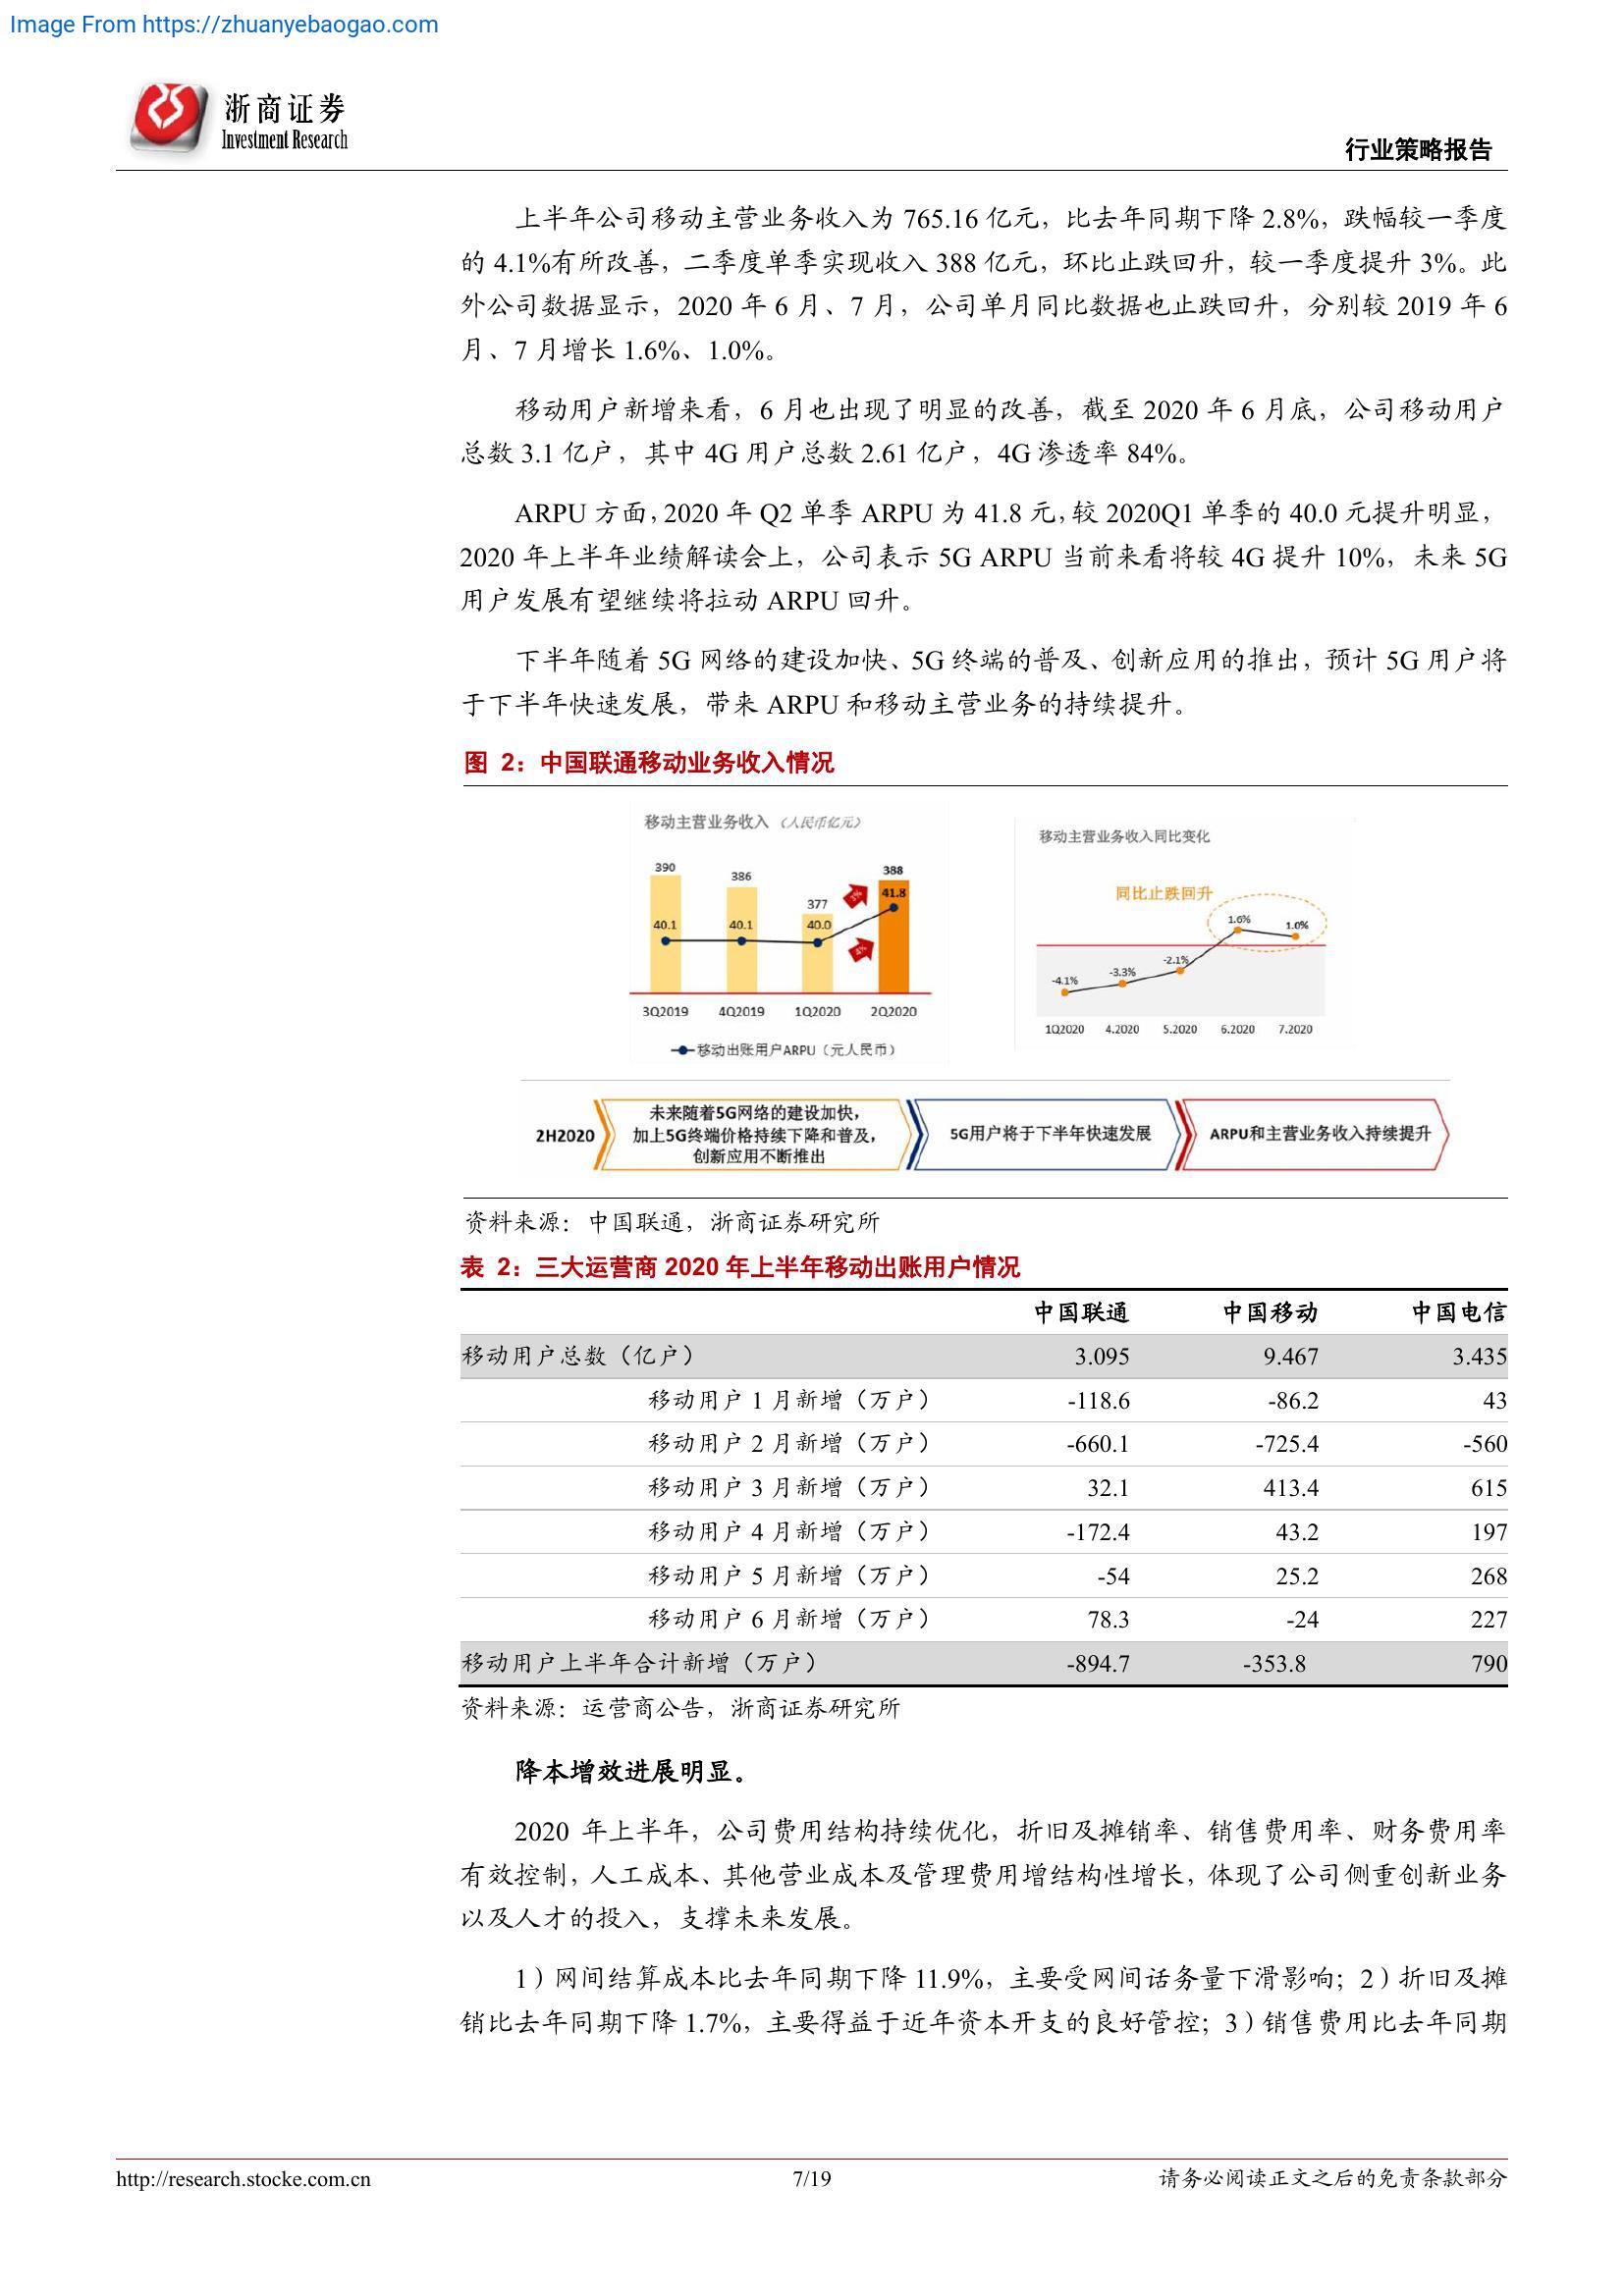 Image From https://zhuanyebaogao.com
浙商证券
Investment Research
行业策略报告
上半年公司移动主营业务收入为 765.16 亿元，比去年同期下降 2.8%，跌幅较一季度
的 4.1%有所改善，二季度单季实现收入 388 亿元，环比止跌回升，较一季度提升 3%。此
外公司数据显示，2020 年 6 月、7 月，公司单月同比数据也止跌回升，分别较 2019 年 6
月、7 月增长 1.6%、1.0%。
移动用户新增来看，6 月也出现了明显的改善，截至 2020 年 6 月底，公司移动用户
总数 3.1 亿户，其中 4G 用户总数 2.61 亿户，4G 渗透率 84%。
ARPU 方面，2020 年 Q2 单季 ARPU 为 41.8 元，较 2020Q1 单季的 40.0 元提升明显，
2020 年上半年业绩解读会上，公司表示 5G ARPU 当前来看将较 4G 提升 10%，未来 5G
用户发展有望继续将拉动 ARPU 回升。
下半年随着 5G 网络的建设加快、5G 终端的普及、创新应用的推出，预计 5G 用户将
于下半年快速发展，带来 ARPU 和移动主营业务的持续提升。
图 2：中国联通移动业务收入情况
移动主营业务收入 （人民币亿元）
390 386 377 388
40.1 40.1 40.0 41.8
3% 4%
3Q2019 4Q2019 1Q2020 2Q2020
移动出账用户ARPU（元人民币）
移动主营业务收入同比变化
同比止跌回升
-4.1% -3.3% -2.1% 1.6% 1.0%
1Q2020 4.2020 5.2020 6.2020 7.2020
2H2020
未来随着5G网络的建设加快，
加上5G终端价格持续下降和普及，
创新应用不断推出
5G用户将于下半年快速发展
ARPU和主营业务收入持续提升
资料来源：中国联通，浙商证券研究所
表 2：三大运营商 2020 年上半年移动出账用户情况
中国联通 中国移动 中国电信
移动用户总数（亿户） 3.095 9.467 3.435
移动用户 1 月新增（万户） -118.6 -86.2 43
移动用户 2 月新增（万户） -660.1 -725.4 -560
移动用户 3 月新增（万户） 32.1 413.4 615
移动用户 4 月新增（万户） -172.4 43.2 197
移动用户 5 月新增（万户） -54 25.2 268
移动用户 6 月新增（万户） 78.3 -24 227
移动用户上半年合计新增（万户） -894.7 -353.8 790
资料来源：运营商公告，浙商证券研究所
降本增效进展明显。
2020 年上半年，公司费用结构持续优化，折旧及摊销率、销售费用率、财务费用率
有效控制，人工成本、其他营业成本及管理费用增结构性增长，体现了公司侧重创新业务
以及人才的投入，支撑未来发展。
1）网间结算成本比去年同期下降 11.9%，主要受网间话务量下滑影响；2）折旧及摊
销比去年同期下降 1.7%，主要得益于近年资本开支的良好管控；3）销售费用比去年同期
http://research.stocke.com.cn
7/19
请务必阅读正文之后的免责条款部分